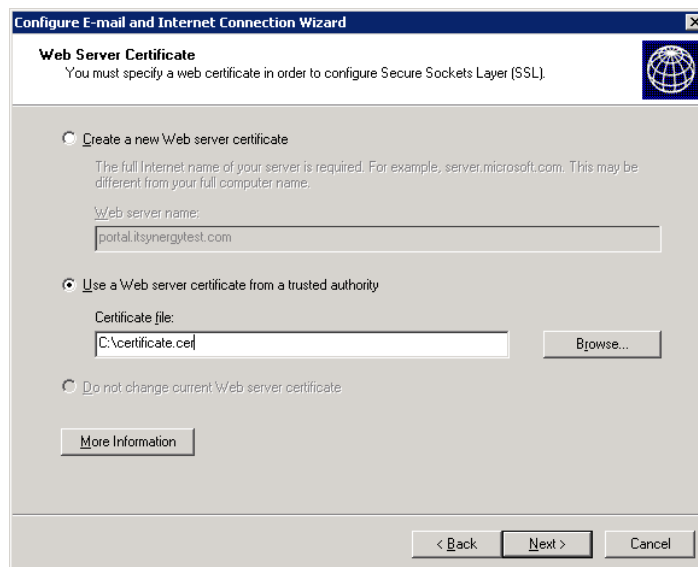 Configure E-mail and Internet Connection Wizard
Web Server Certificate
You must specify a web certificate in order to configure Secure Sockets Layer (SSL).
Create a new Web server certificate
The full Internet name of your server is required. For example, server.microsoft.com. This may be
different from your full computer name.
Web server name:
portal.itsynergytest.com
Use a Web server certificate from a trusted authority
Certificate file:
C:\certificate.cer
Browse...
Do not change current Web server certificate
More Information
< Back Next > Cancel